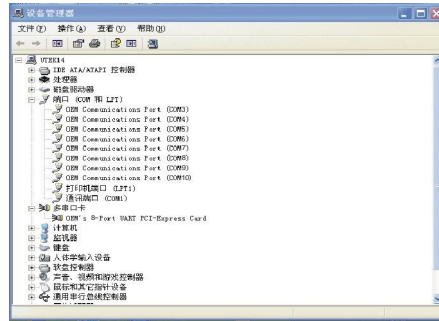 设备管理器
文件(F) 操作(A) 查看(V) 帮助(H)
UTEK14
IDE ATA/ATAPI 控制器
处理器
磁盘驱动器
端口 (COM 和 LPT)
OEM Communications Port (COM3)
OEM Communications Port (COM4)
OEM Communications Port (COM5)
OEM Communications Port (COM6)
OEM Communications Port (COM7)
OEM Communications Port (COM8)
OEM Communications Port (COM9)
OEM Communications Port (COM10)
打印机端口 (LPT1)
通讯端口 (COM1)
多串口卡
OEM's 8-Port UART PCI-Express Card
计算机
监视器
键盘
人体学输入设备
软盘控制器
声音、视频和游戏控制器
鼠标和其它指针设备
通用串行总线控制器